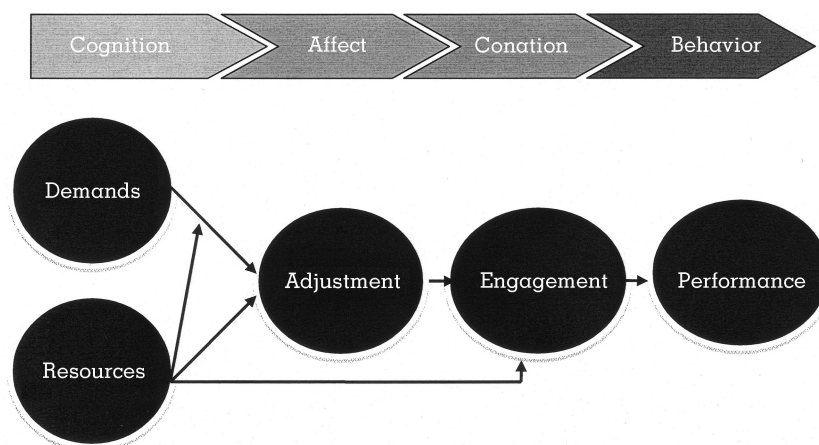 Cognition
Affect
Conation
Behavior
Demands
Adjustment
Engagement
Performance
Resources